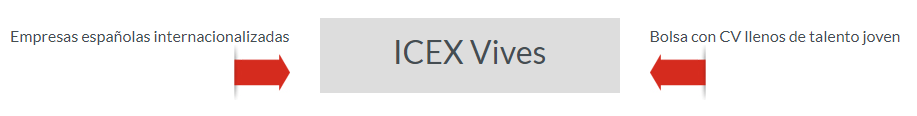 Empresas españolas internacionalizadas
ICEX Vives
Bolsa con CV llenos de talento joven